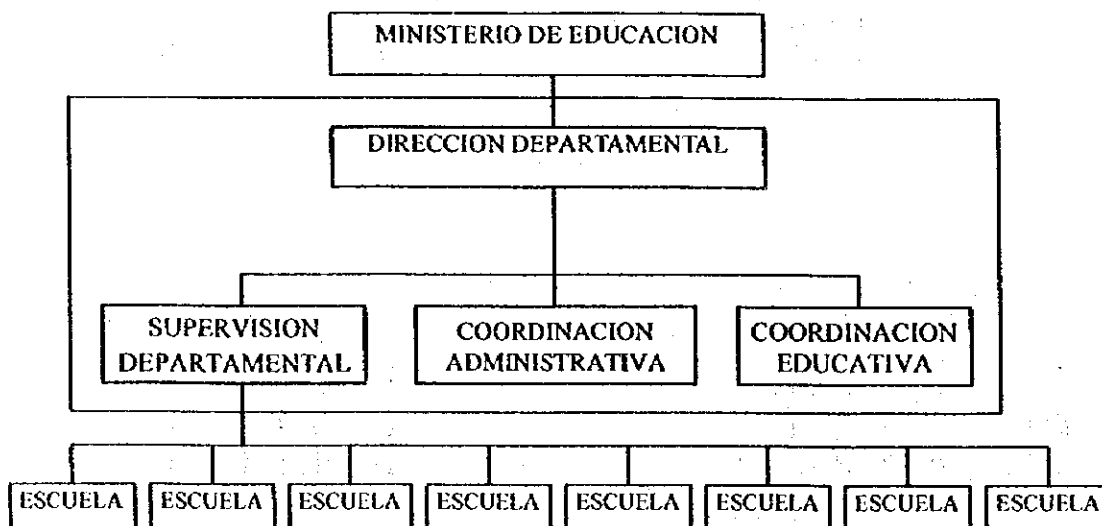 MINISTERIO DE EDUCACION
DIRECCION DEPARTAMENTAL
SUPERVISION
DEPARTAMENTAL
COORDINACION
ADMINISTRATIVA
COORDINACION
EDUCATIVA
ESCUELA
ESCUELA
ESCUELA
ESCUELA
ESCUELA
ESCUELA
ESCUELA
ESCUELA